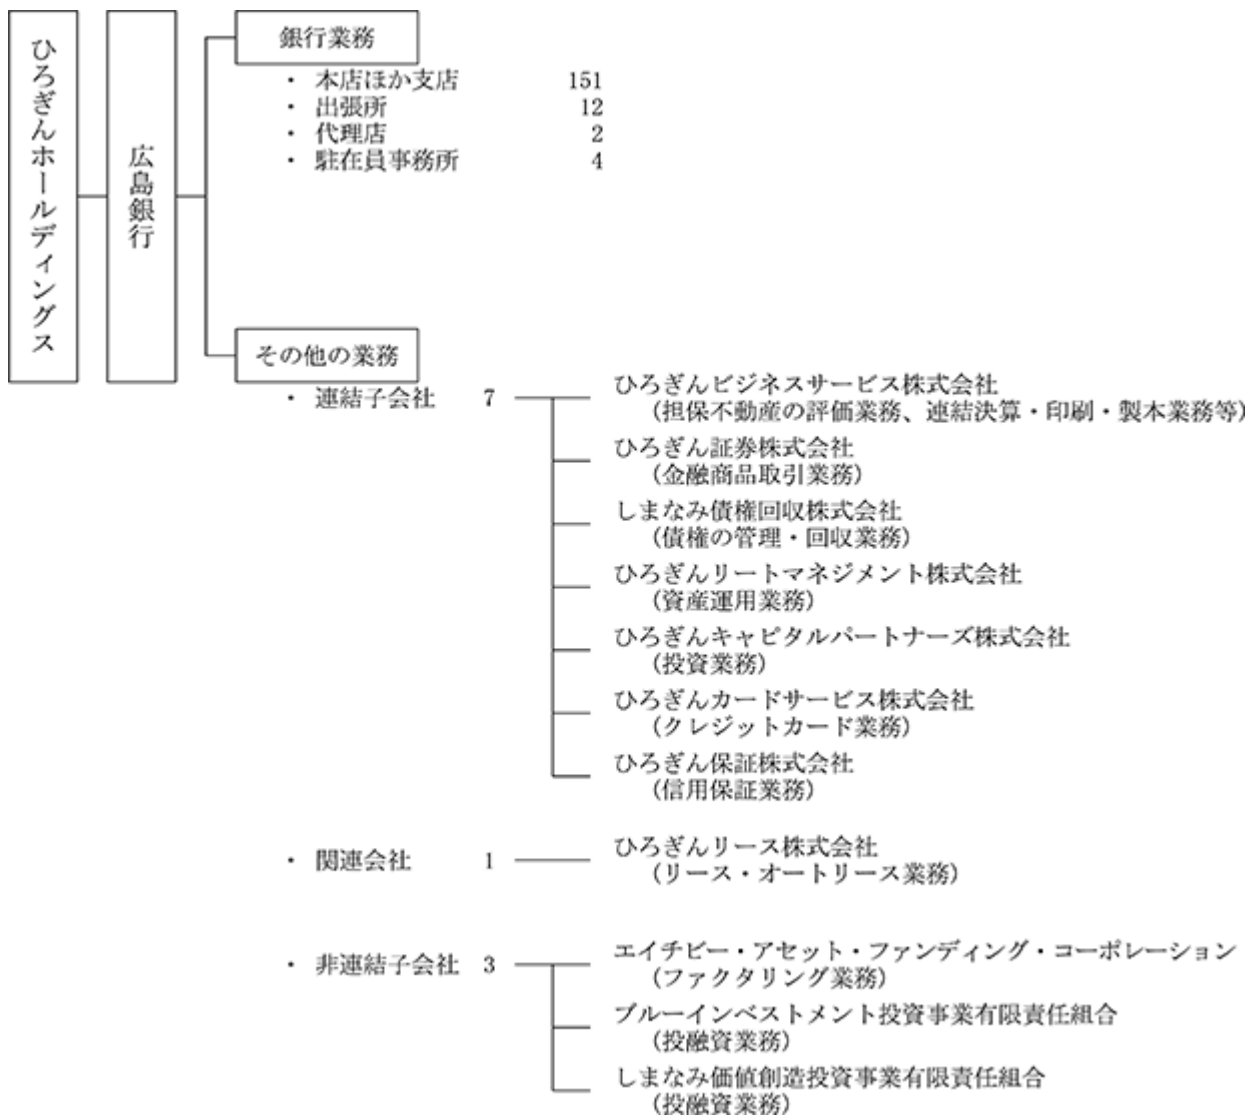 ひろぎんホールディングス
広島銀行
銀行業務
・ 本店ほか支店 151
・ 出張所 12
・ 代理店 2
・ 駐在員事務所 4
その他の業務
・ 連結子会社 7
ひろぎんビジネスサービス株式会社
（担保不動産の評価業務、連結決算・印刷・製本業務等）
ひろぎん証券株式会社
（金融商品取引業務）
しまなみ債権回収株式会社
（債権の管理・回収業務）
ひろぎんリートマネジメント株式会社
（資産運用業務）
ひろぎんキャピタルパートナーズ株式会社
（投資業務）
ひろぎんカードサービス株式会社
（クレジットカード業務）
ひろぎん保証株式会社
（信用保証業務）
・ 関連会社 1
ひろぎんリース株式会社
（リース・オートリース業務）
・ 非連結子会社 3
エイチビー・アセット・ファンディング・コーポレーション
（ファクタリング業務）
ブルーインベストメント投資事業有限責任組合
（投融資業務）
しまなみ価値創造投資事業有限責任組合
（投融資業務）